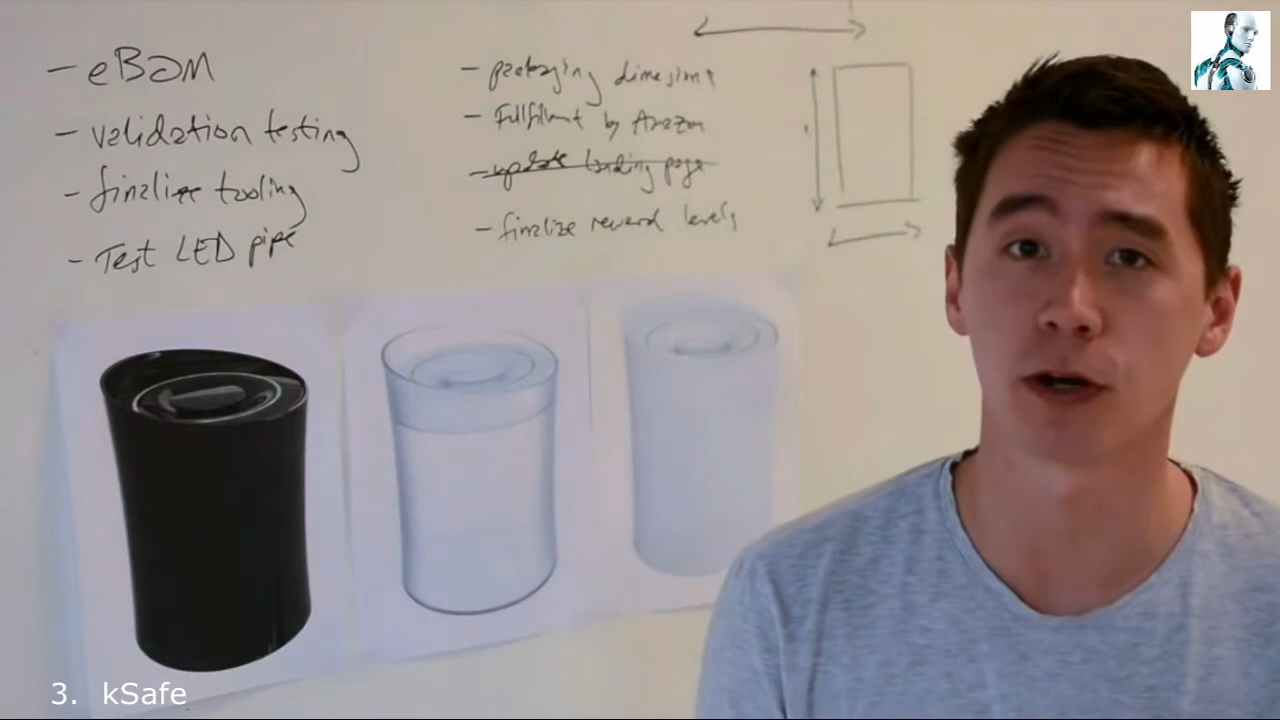 - eBOM
- validation testing
- finalize tooling
- Test LED pipe
- packaging dimensions
- Fullfilment by Amazon
- update landing page
- finalize reward levels
3. kSafe